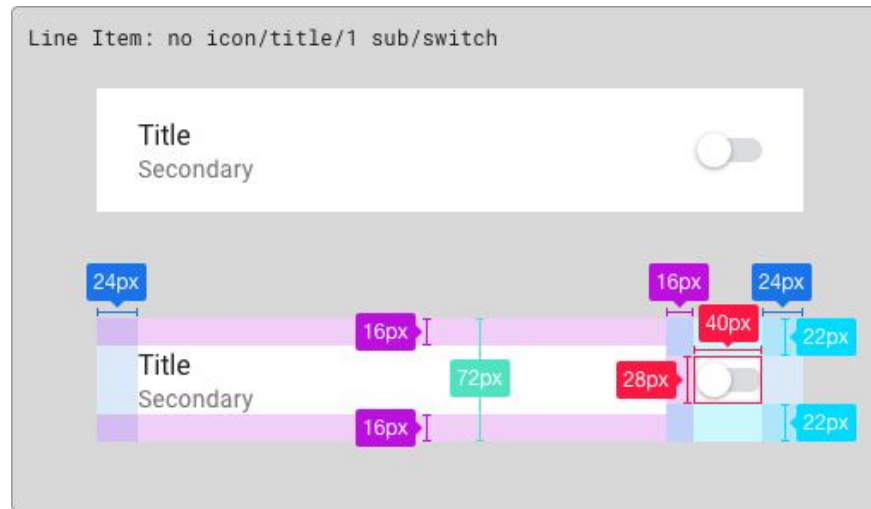 Line Item: no icon/title/1 sub/switch
Title
Secondary
24px
16px
24px
16px
40px
22px
Title
72px
28px
Secondary
16px
22px